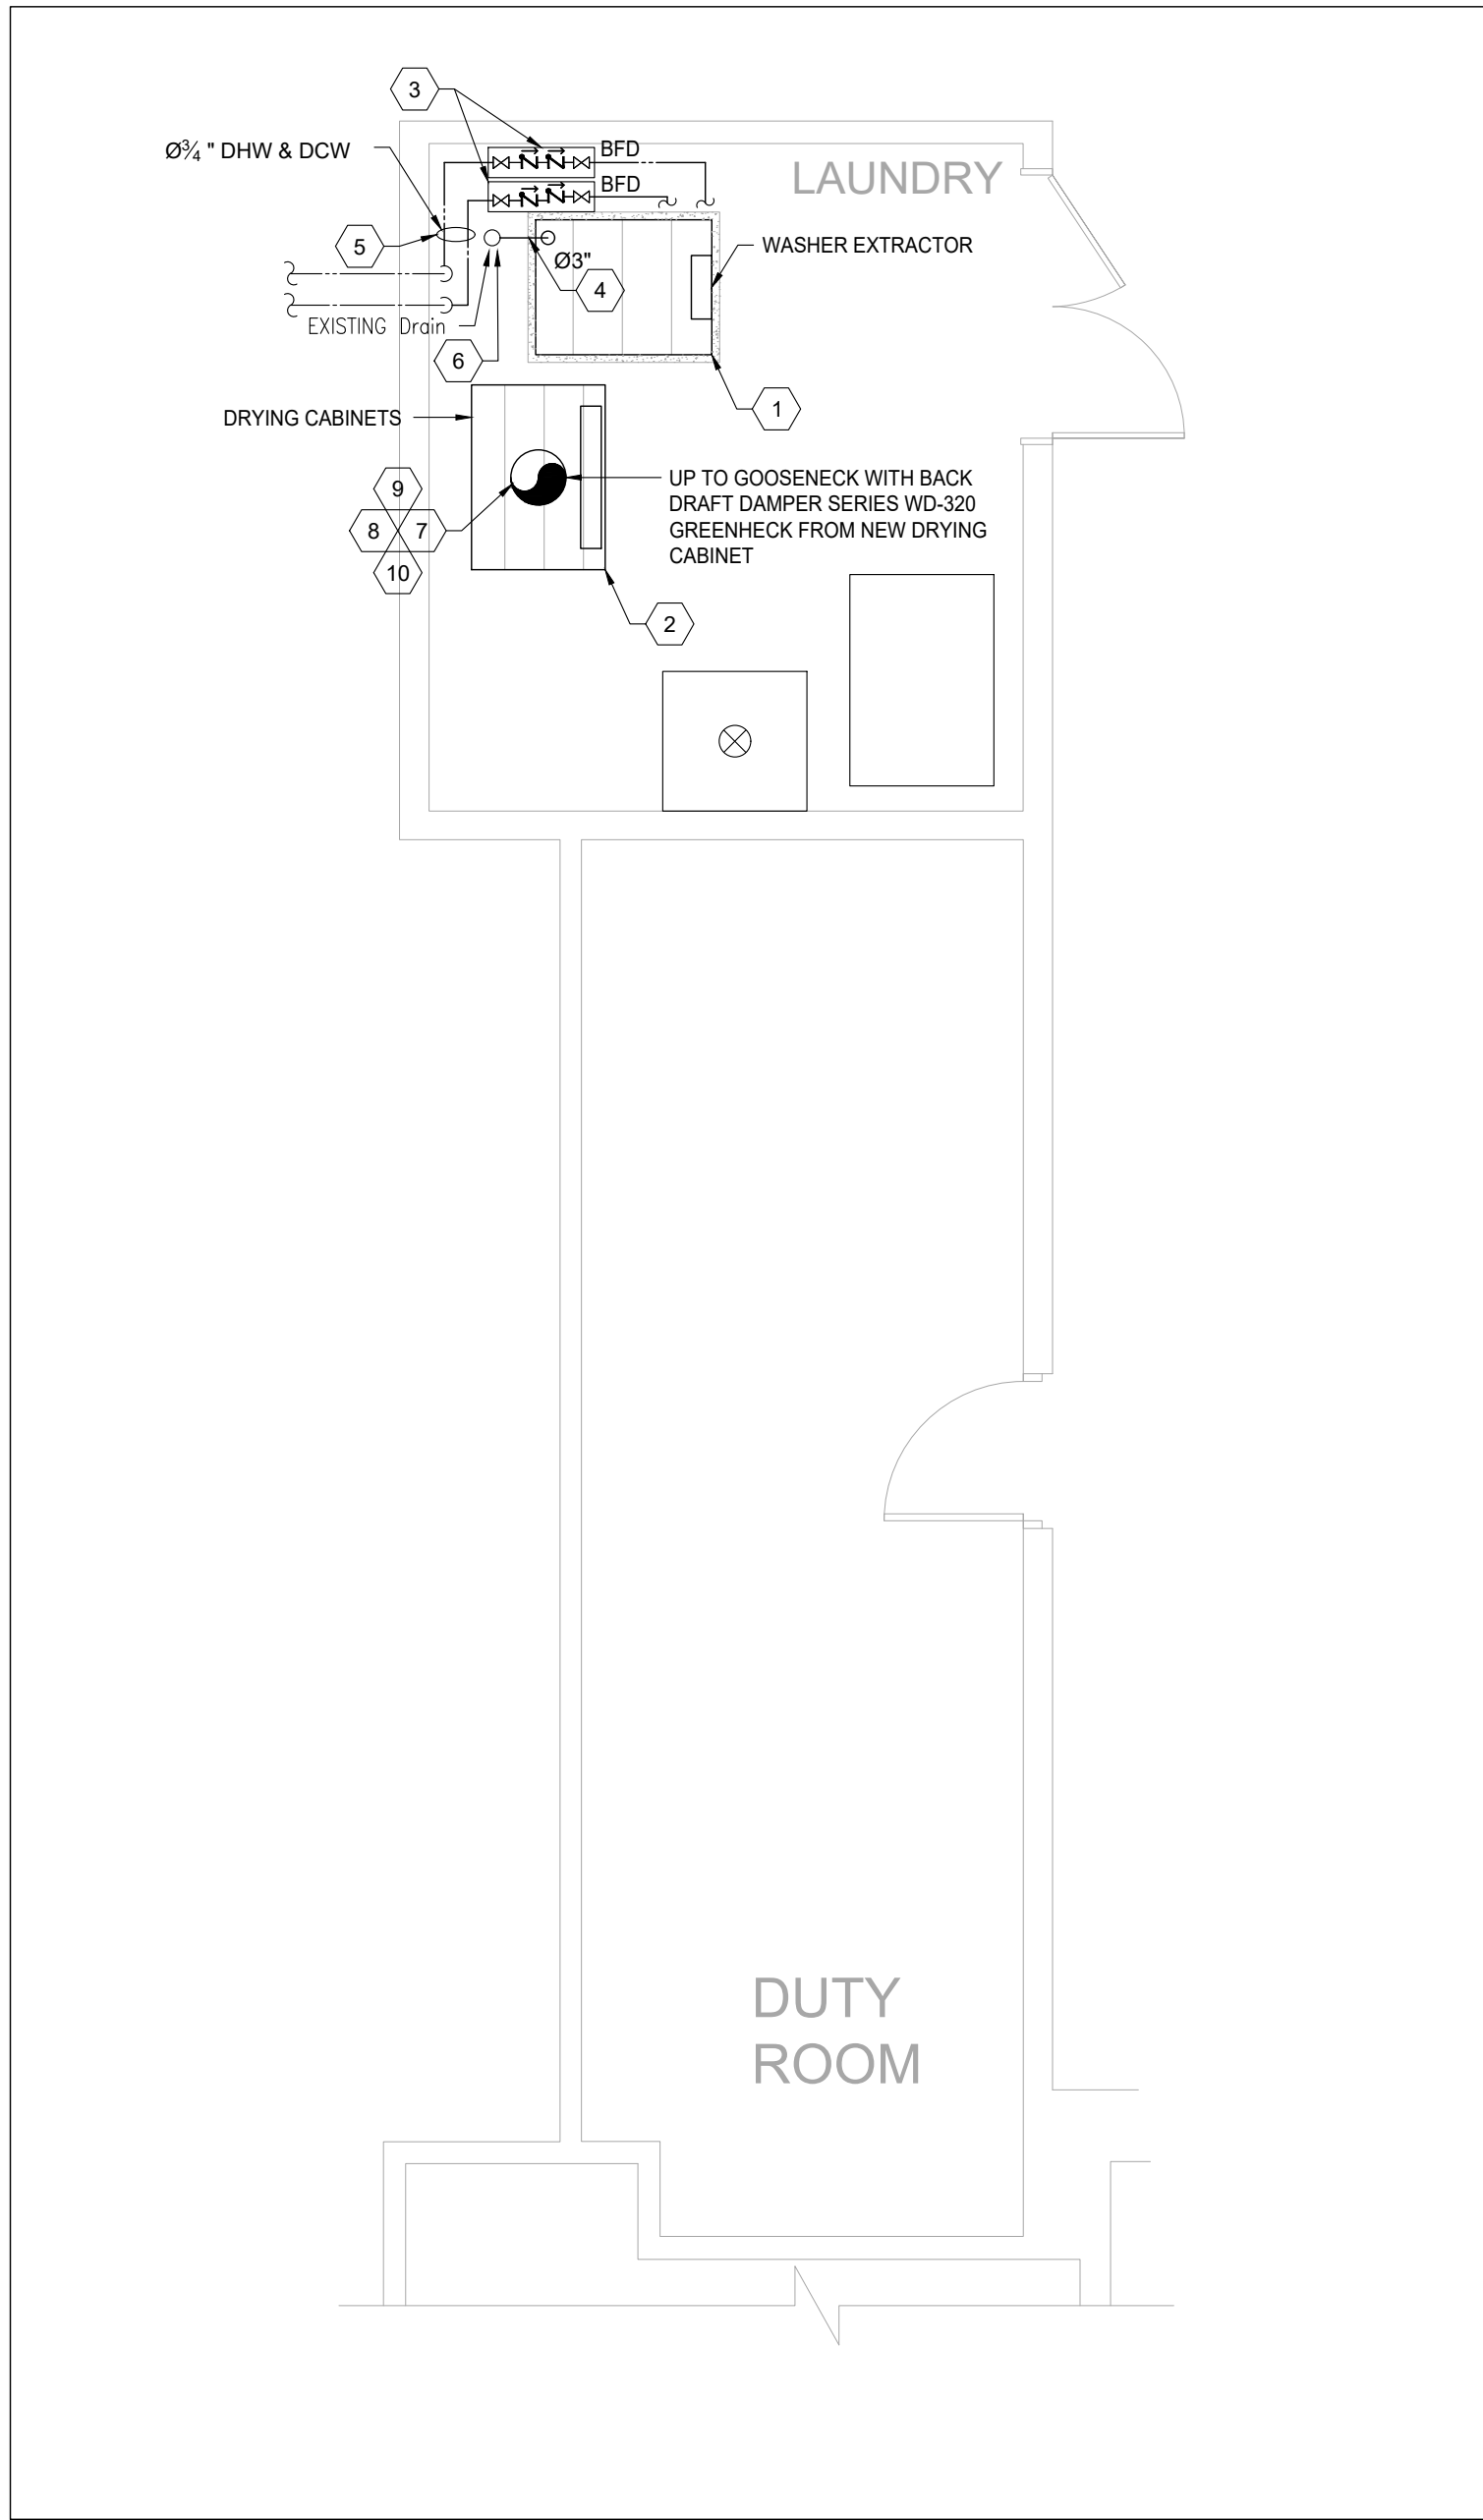 3
Ø¾ " DHW & DCW
BFD
LAUNDRY
BFD
5
WASHER EXTRACTOR
Ø3"
4
EXISTING Drain
6
1
DRYING CABINETS
9
8 7
10
UP TO GOOSENECK WITH BACK
DRAFT DAMPER SERIES WD-320
GREENHECK FROM NEW DRYING
CABINET
2
DUTY
ROOM